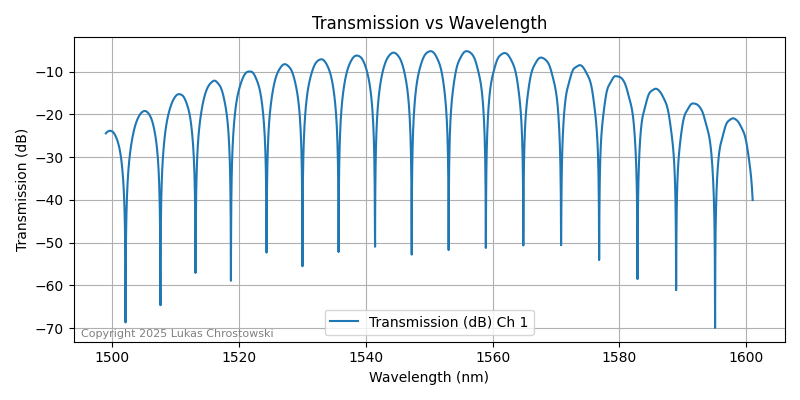 Transmission vs Wavelength
Transmission (dB)
−10
−20
−30
−40
−50
−60
−70
Copyright 2025 Lukas Chrostowski
Transmission (dB) Ch 1
1500 1520 1540 1560 1580 1600
Wavelength (nm)